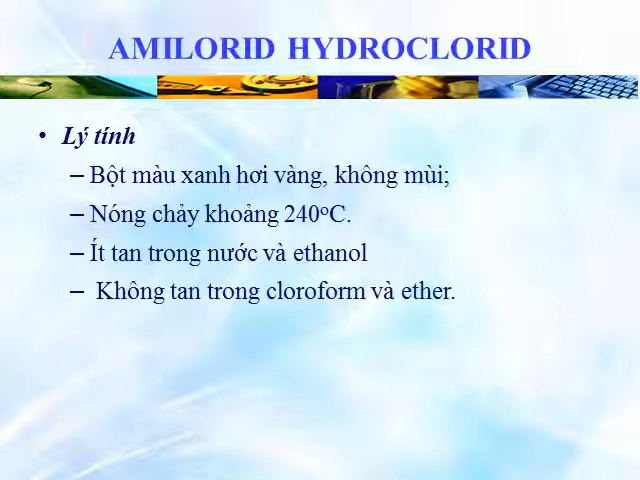 AMILORID HYDROCLORID
• Lý tính
– Bột màu xanh hơi vàng, không mùi;
– Nóng chảy khoảng 240ºC.
– Ít tan trong nước và ethanol
– Không tan trong cloroform và ether.